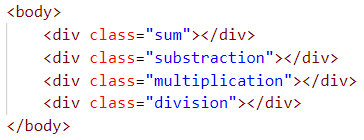 <body>
    <div class="sum"></div>
    <div class="substraction"></div>
    <div class="multiplication"></div>
    <div class="division"></div>
</body>